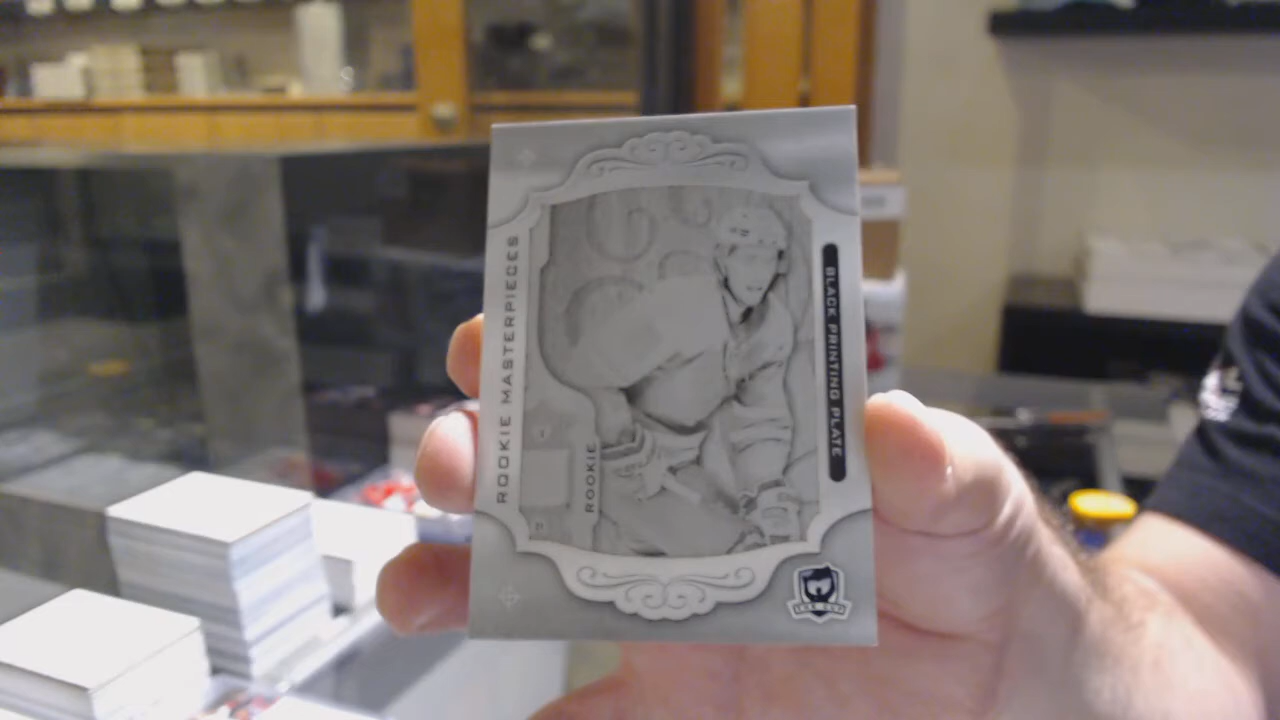 ROOKIE MASTERPIECES
ROOKIE
BLACK PRINTING PLATE
THE CUP